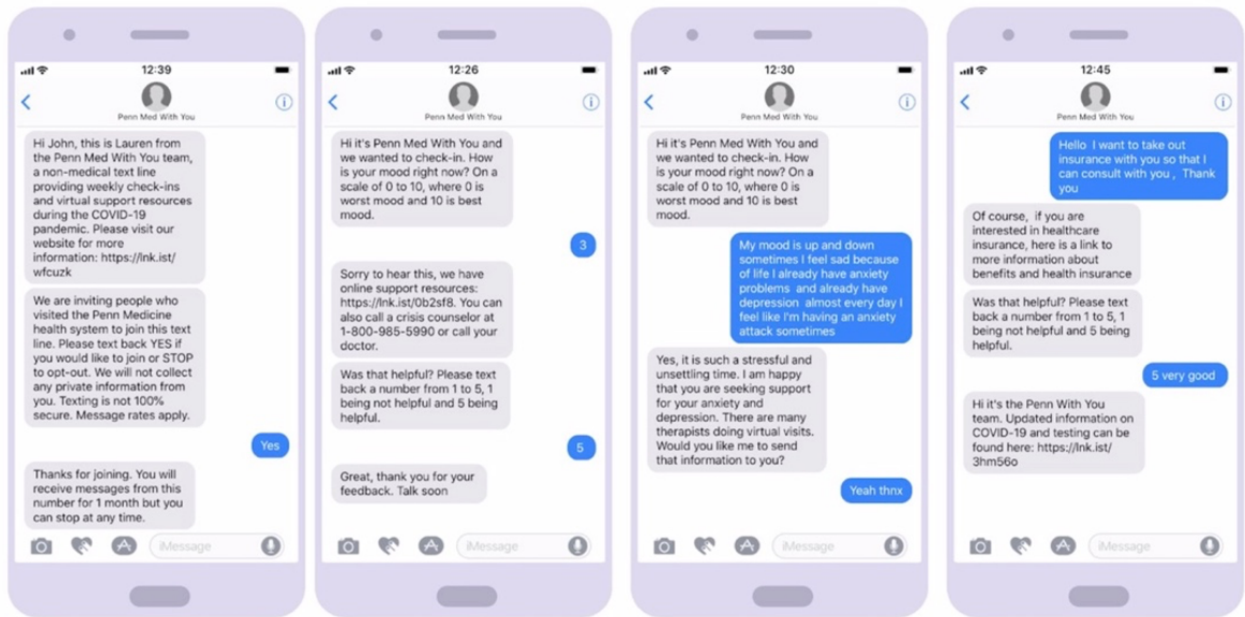 12:39
Penn Med With You
Hi John, this is Lauren from
the Penn Med With You team,
a non-medical text line
providing weekly check-ins
and virtual support resources
during the COVID-19
pandemic. Please visit our
website for more
information: https://lnk.ist/
wfcuzk
We are inviting people who
visited the Penn Medicine
health system to join this text
line. Please text back YES if
you would like to join or STOP
to opt-out. We will not collect
any private information from
you. Texting is not 100%
secure. Message rates apply.
Yes
Thanks for joining. You will
receive messages from this
number for 1 month but you
can stop at any time.
iMessage
12:26
Penn Med With You
Hi it's Penn Med With You and
we wanted to check-in. How
is your mood right now? On a
scale of 0 to 10, where 0 is
worst mood and 10 is best
mood.
3
Sorry to hear this, we have
online support resources:
https://lnk.ist/0b2sf8. You can
also call a crisis counselor at
1-800-985-5990 or call your
doctor.
Was that helpful? Please text
back a number from 1 to 5, 1
being not helpful and 5 being
helpful.
5
Great, thank you for your
feedback. Talk soon
iMessage
12:30
Penn Med With You
Hi it's Penn Med With You and
we wanted to check-in. How
is your mood right now? On a
scale of 0 to 10, where 0 is
worst mood and 10 is best
mood.
My mood is up and down
sometimes I feel sad because
of life I already have anxiety
problems and already have
depression almost every day I
feel like I'm having an anxiety
attack sometimes
Yes, it is such a stressful and
unsettling time. I am happy
that you are seeking support
for your anxiety and
depression. There are many
therapists doing virtual visits.
Would you like me to send
that information to you?
Yeah thnx
iMessage
12:45
Penn Med With You
Hello I want to take out
insurance with you so that I
can consult with you , Thank
you
Of course, if you are
interested in healthcare
insurance, here is a link to
more information about
benefits and health insurance
Was that helpful? Please text
back a number from 1 to 5, 1
being not helpful and 5 being
helpful.
5 very good
Hi it's the Penn With You
team. Updated information on
COVID-19 and testing can be
found here: https://lnk.ist/
3hm56o
iMessage